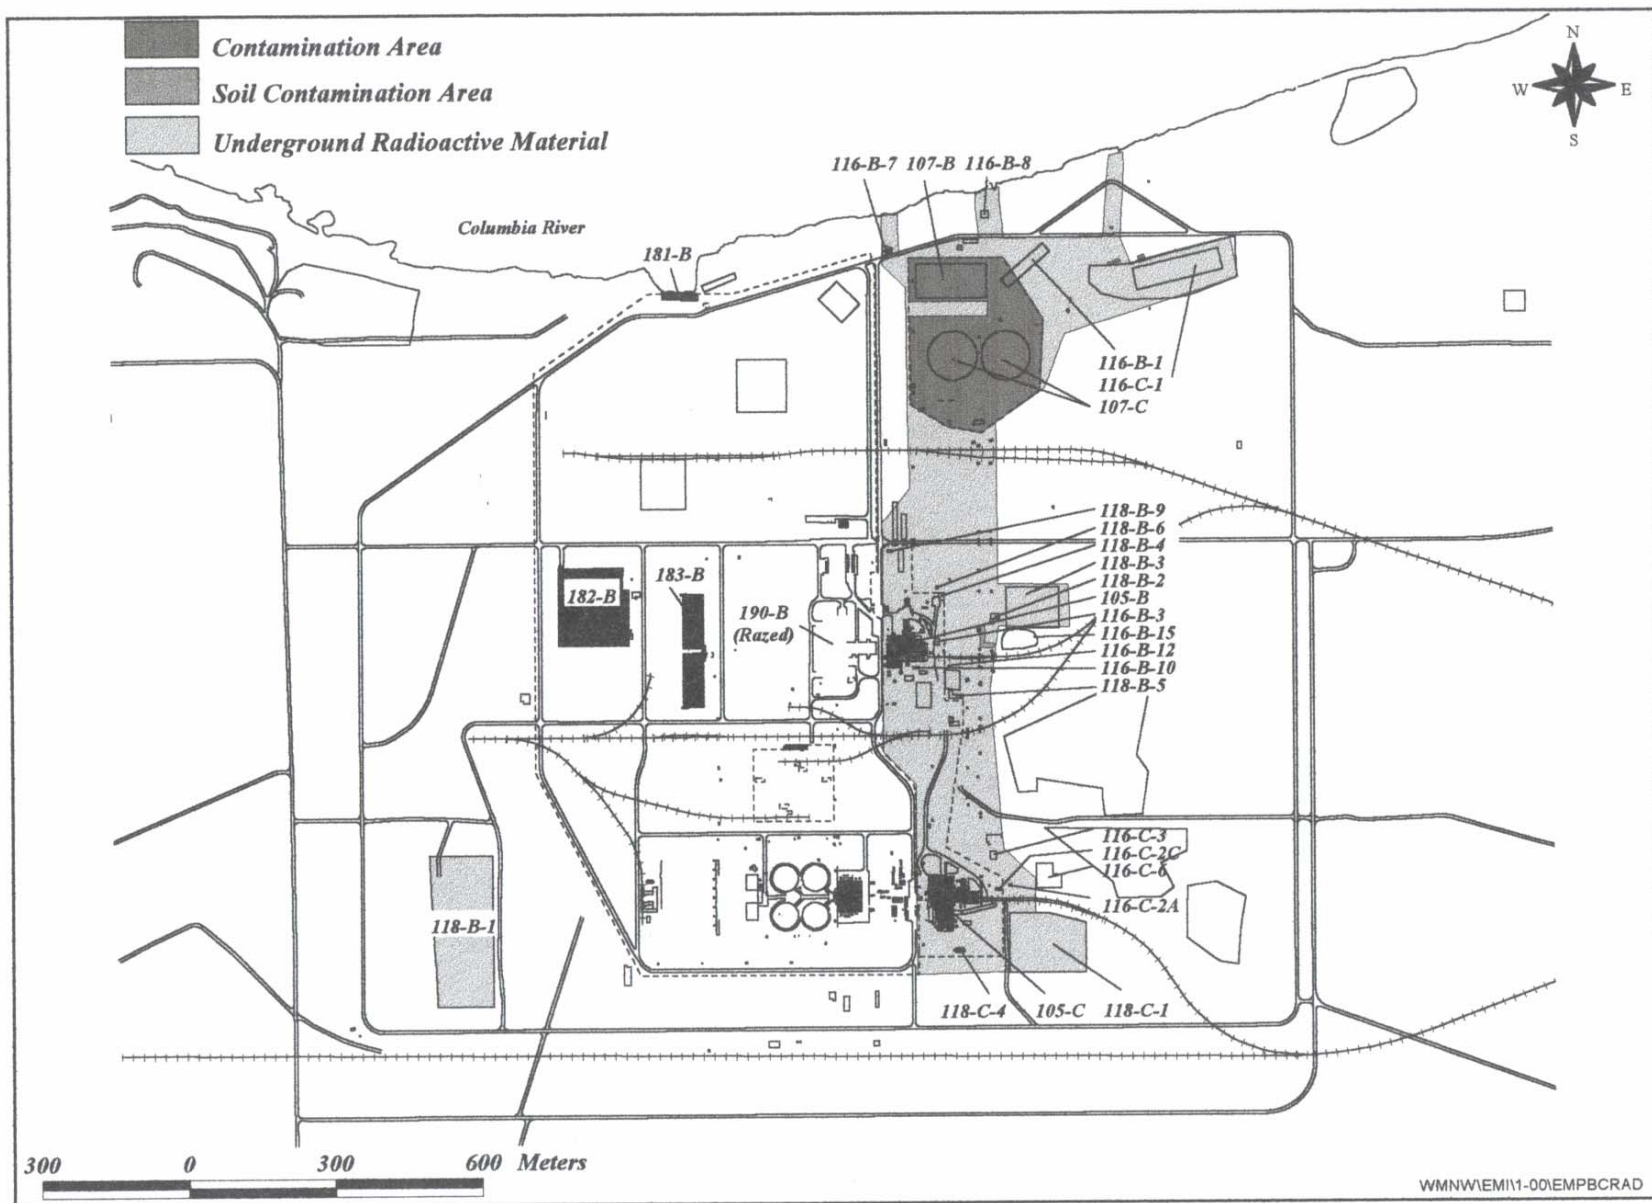 Contamination Area
Soil Contamination Area
Underground Radioactive Material
N
W
E
S
116-B-7 107-B 116-B-8
Columbia River
181-B
116-B-1
116-C-1
107-C
118-B-9
118-B-6
118-B-4
118-B-3
118-B-2
105-B
116-B-3
116-B-15
116-B-12
116-B-10
118-B-5
182-B
183-B
190-B
(Razed)
116-C-3
116-C-2C
116-C-6
116-C-2A
118-B-1
118-C-4 105-C 118-C-1
300 0 300 600 Meters
WMNW\EMI\1-00\EMPBCRAD